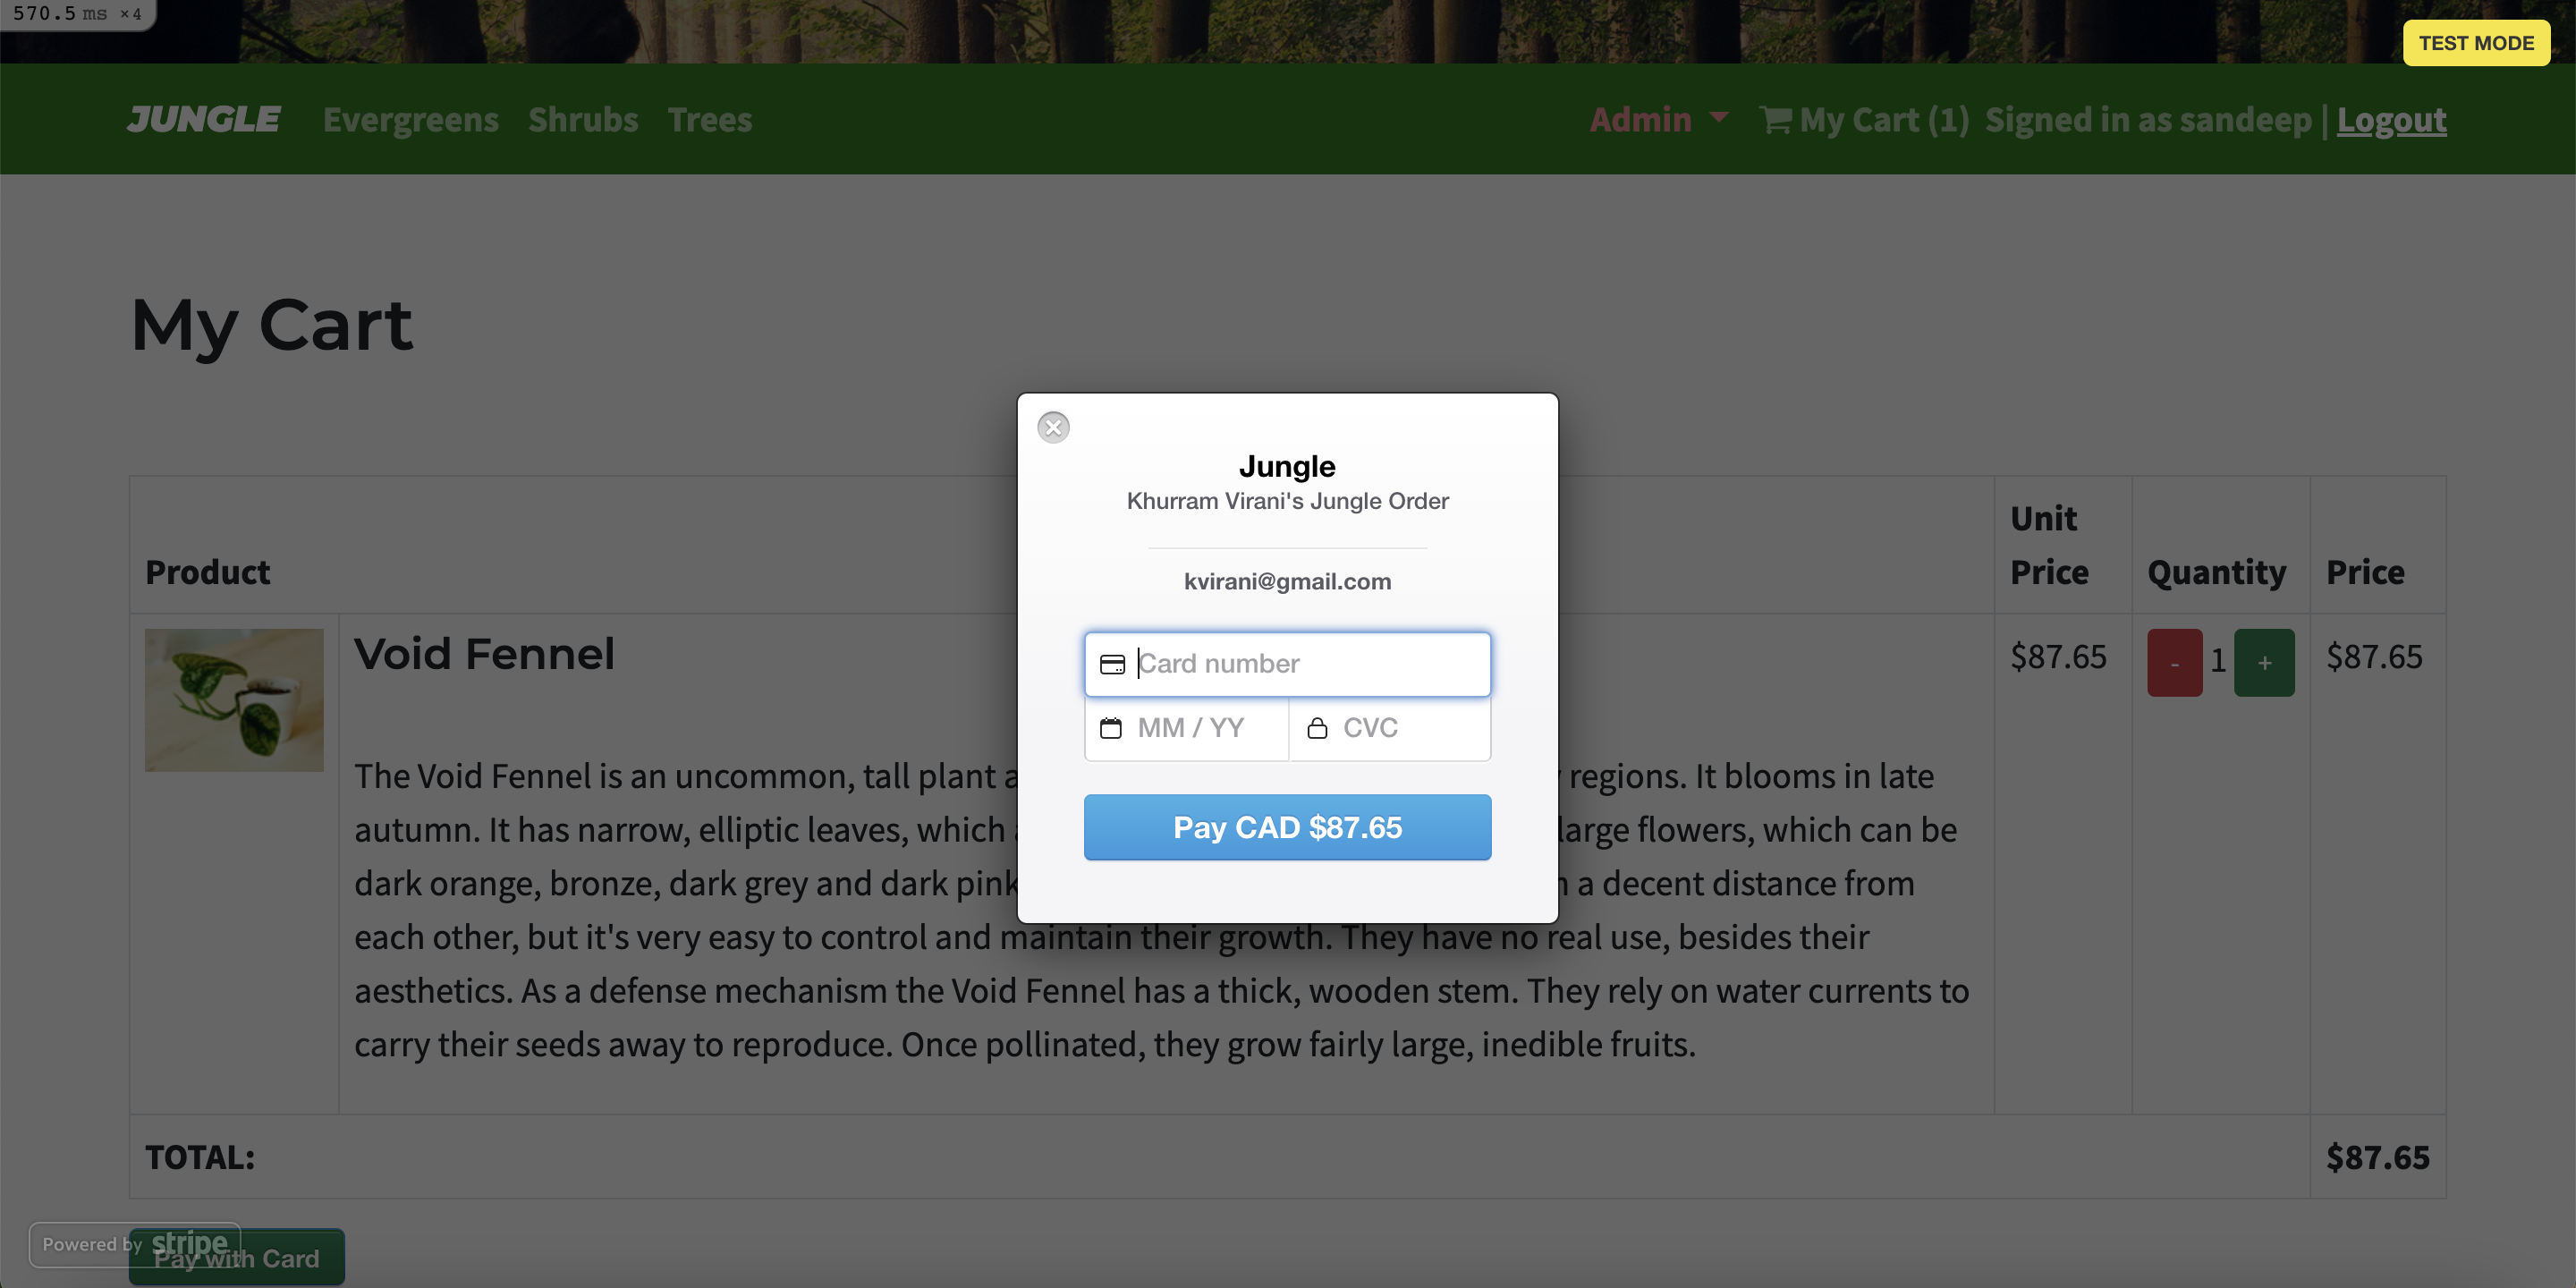 570.5 ms ×4
TEST MODE
JUNGLE Evergreens Shrubs Trees Admin My Cart (1) Signed in as sandeep | Logout
My Cart
Product Unit Price Quantity Price
Void Fennel $87.65 - 1 + $87.65
The Void Fennel is an uncommon, tall plant a regions. It blooms in late
autumn. It has narrow, elliptic leaves, which large flowers, which can be
dark orange, bronze, dark grey and dark pink a decent distance from
each other, but it's very easy to control and maintain their growth. They have no real use, besides their
aesthetics. As a defense mechanism the Void Fennel has a thick, wooden stem. They rely on water currents to
carry their seeds away to reproduce. Once pollinated, they grow fairly large, inedible fruits.
TOTAL: $87.65
Pay with Card
Powered by stripe
Jungle
Khurram Virani's Jungle Order
kvirani@gmail.com
Card number
MM / YY CVC
Pay CAD $87.65